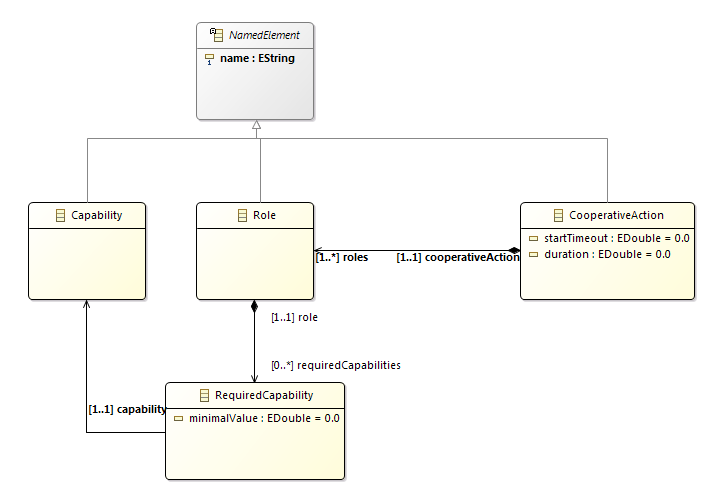 NamedElement
name : EString
Capability
Role
CooperativeAction
startTimeout : EDouble = 0.0
duration : EDouble = 0.0
[1..*] roles
[1..1] cooperativeAction
[1..1] role
[0..*] requiredCapabilities
RequiredCapability
minimalValue : EDouble = 0.0
[1..1] capability